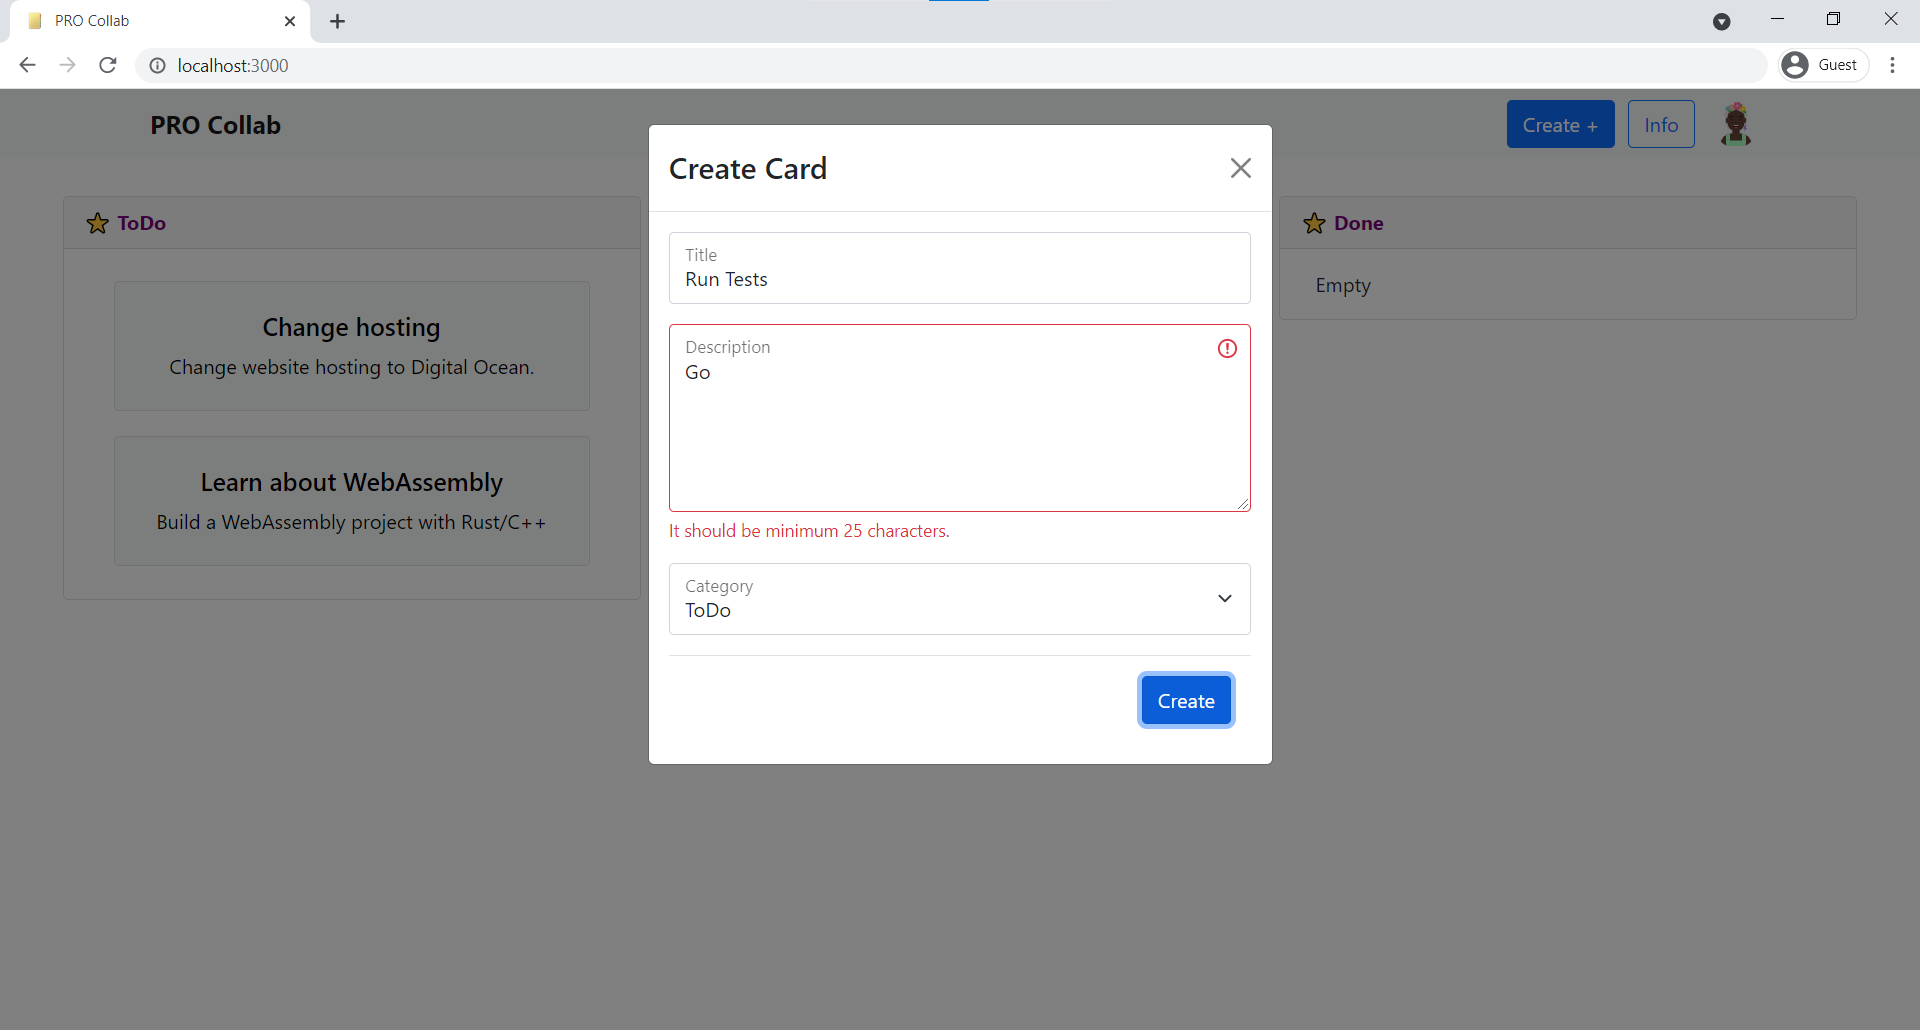 PRO Collab
localhost:3000
Guest
PRO Collab
Create +
Info
ToDo
Change hosting
Change website hosting to Digital Ocean.
Learn about WebAssembly
Build a WebAssembly project with Rust/C++
Create Card
Title
Run Tests
Description
Go
It should be minimum 25 characters.
Category
ToDo
Create
Done
Empty